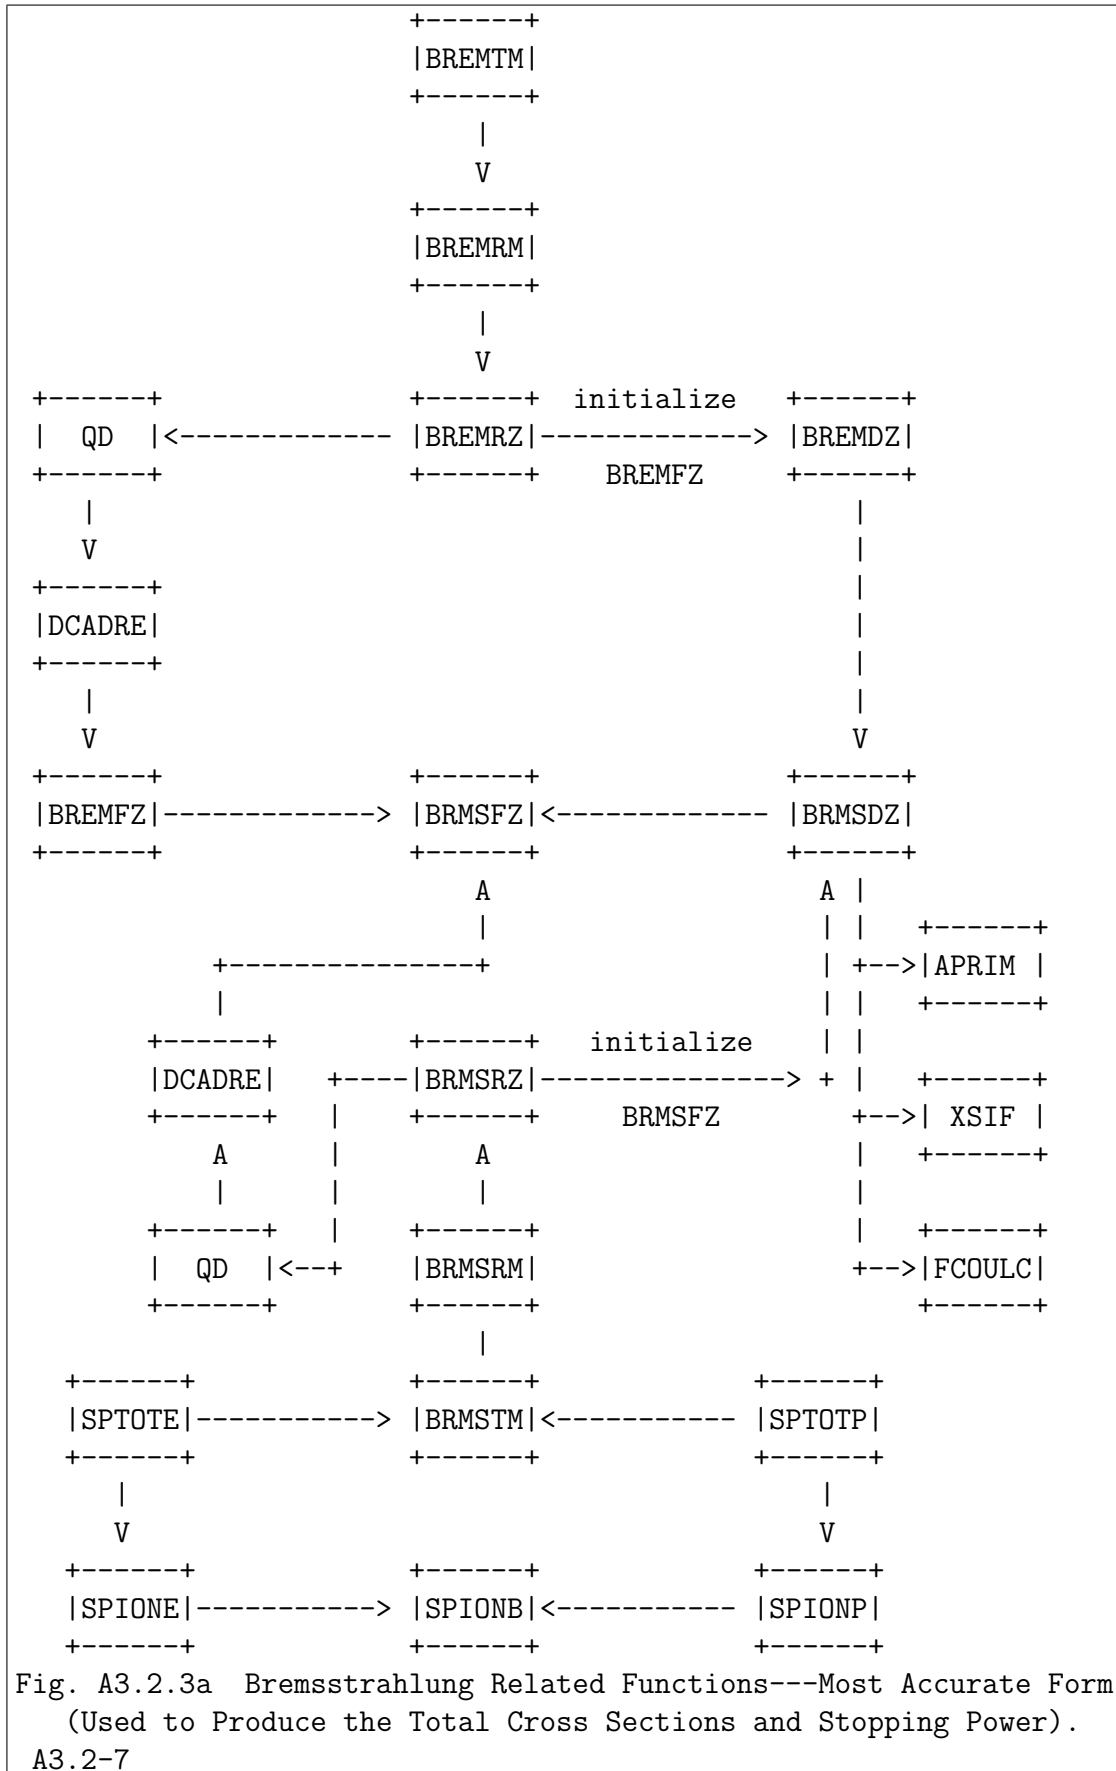 +------+
|BREMTM|
+------+
|
V
+------+
|BREMRM|
+------+
|
V
+------+ +------+ initialize +------+
| QD |<------------- |BREMRZ|-------------> |BREMDZ|
+------+ +------+ BREMFZ +------+
| |
V |
+------+ |
|DCADRE| |
+------+ |
| |
V V
+------+ +------+ +------+
|BREMFZ|-------------> |BRMSFZ|<------------- |BRMSDZ|
+------+ +------+ +------+
A A |
| | | +------+
+---------------+ | +-->|APRIM |
| | | +------+
+------+ +------+ initialize | |
|DCADRE| +----|BRMSRZ|---------------> + | +------+
+------+ | +------+ BRMSFZ +-->| XSIF |
A | A | +------+
| | | |
+------+ | +------+ | +------+
| QD |<--+ |BRMSRM| +-->|FCOULC|
+------+ +------+ +------+
|
+------+ +------+ +------+
|SPTOTE|-----------> |BRMSTM|<----------- |SPTOTP|
+------+ +------+ +------+
| |
V V
+------+ +------+ +------+
|SPIONE|-----------> |SPIONB|<----------- |SPIONP|
+------+ +------+ +------+
Fig. A3.2.3a Bremsstrahlung Related Functions---Most Accurate Form
(Used to Produce the Total Cross Sections and Stopping Power).
A3.2-7